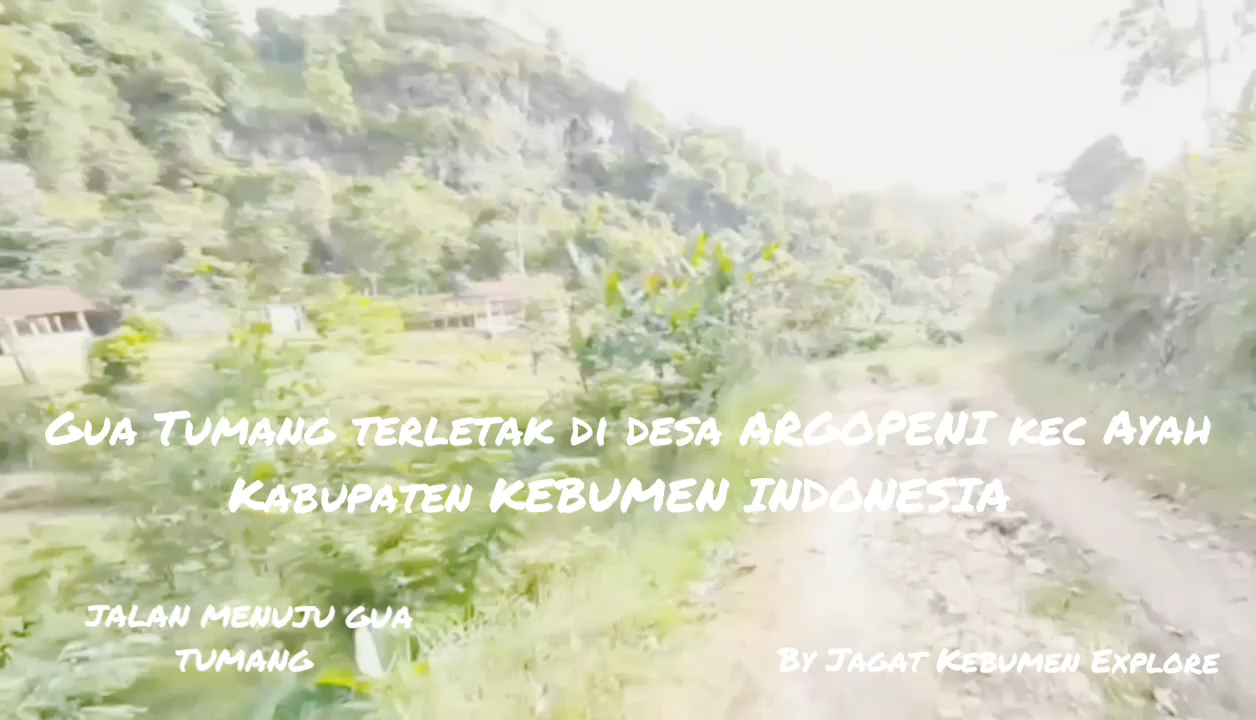 Gua Tumang terletak di desa ARGOPENI kec Ayah
Kabupaten KEBUMEN INDONESIA
JALAN MENUJU GUA
TUMANG
By Jagat Kebumen Explore